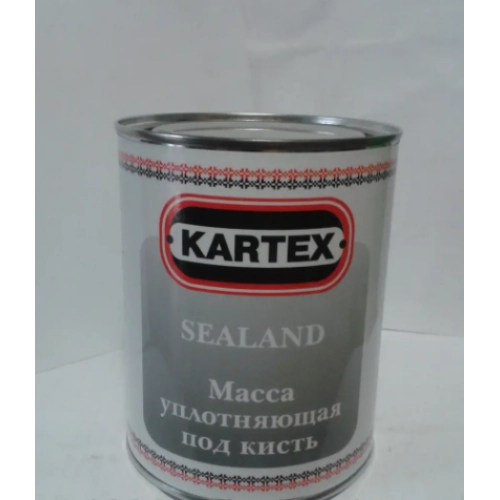 KARTEX
SEALAND
Масса
уплотняющая
под кисть